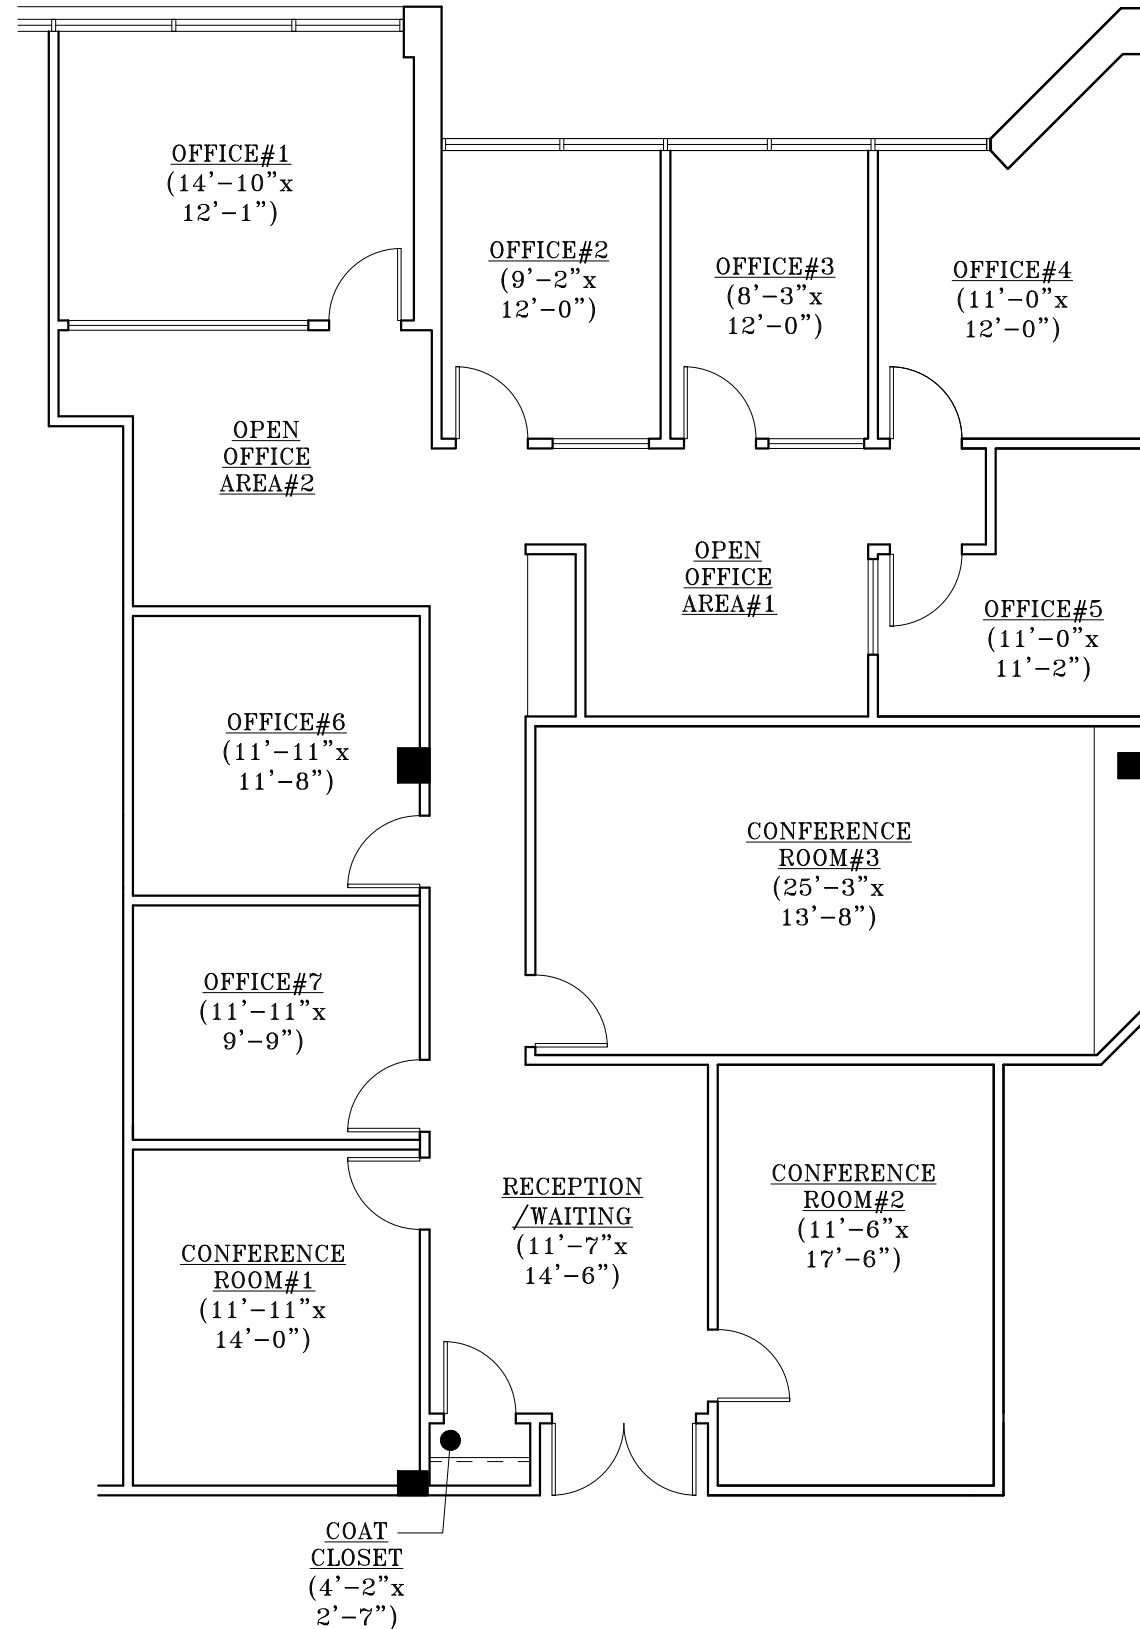 OFFICE#1
(14'-10"x
12'-1")
OFFICE#2
(9'-2"x
12'-0")
OFFICE#3
(8'-3"x
12'-0")
OFFICE#4
(11'-0"x
12'-0")
OPEN
OFFICE
AREA#2
OPEN
OFFICE
AREA#1
OFFICE#5
(11'-0"x
11'-2")
OFFICE#6
(11'-11"x
11'-8")
CONFERENCE
ROOM#3
(25'-3"x
13'-8")
OFFICE#7
(11'-11"x
9'-9")
RECEPTION
/WAITING
(11'-7"x
14'-6")
CONFERENCE
ROOM#2
(11'-6"x
17'-6")
CONFERENCE
ROOM#1
(11'-11"x
14'-0")
COAT
CLOSET
(4'-2"x
2'-7")